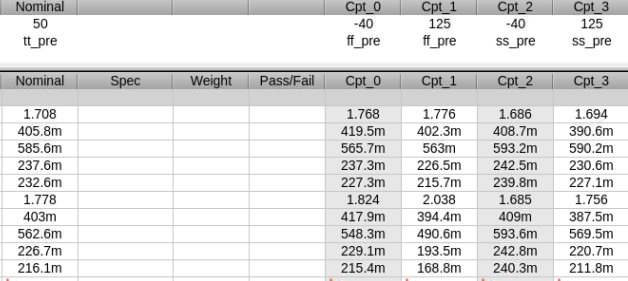 Nominal Cpt_0 Cpt_1 Cpt_2 Cpt_3
50 -40 125 -40 125
tt_pre ff_pre ff_pre ss_pre ss_pre
Nominal Spec Weight Pass/Fail Cpt_0 Cpt_1 Cpt_2 Cpt_3
1.708 1.768 1.776 1.686 1.694
405.8m 419.5m 402.3m 408.7m 390.6m
585.6m 565.7m 563m 593.2m 590.2m
237.6m 237.3m 226.5m 242.5m 230.6m
232.6m 227.3m 215.7m 239.8m 227.1m
1.778 1.824 2.038 1.685 1.756
403m 417.9m 394.4m 409m 387.5m
562.6m 548.3m 490.6m 593.6m 569.5m
226.7m 229.1m 193.5m 242.8m 220.7m
216.1m 215.4m 168.8m 240.3m 211.8m